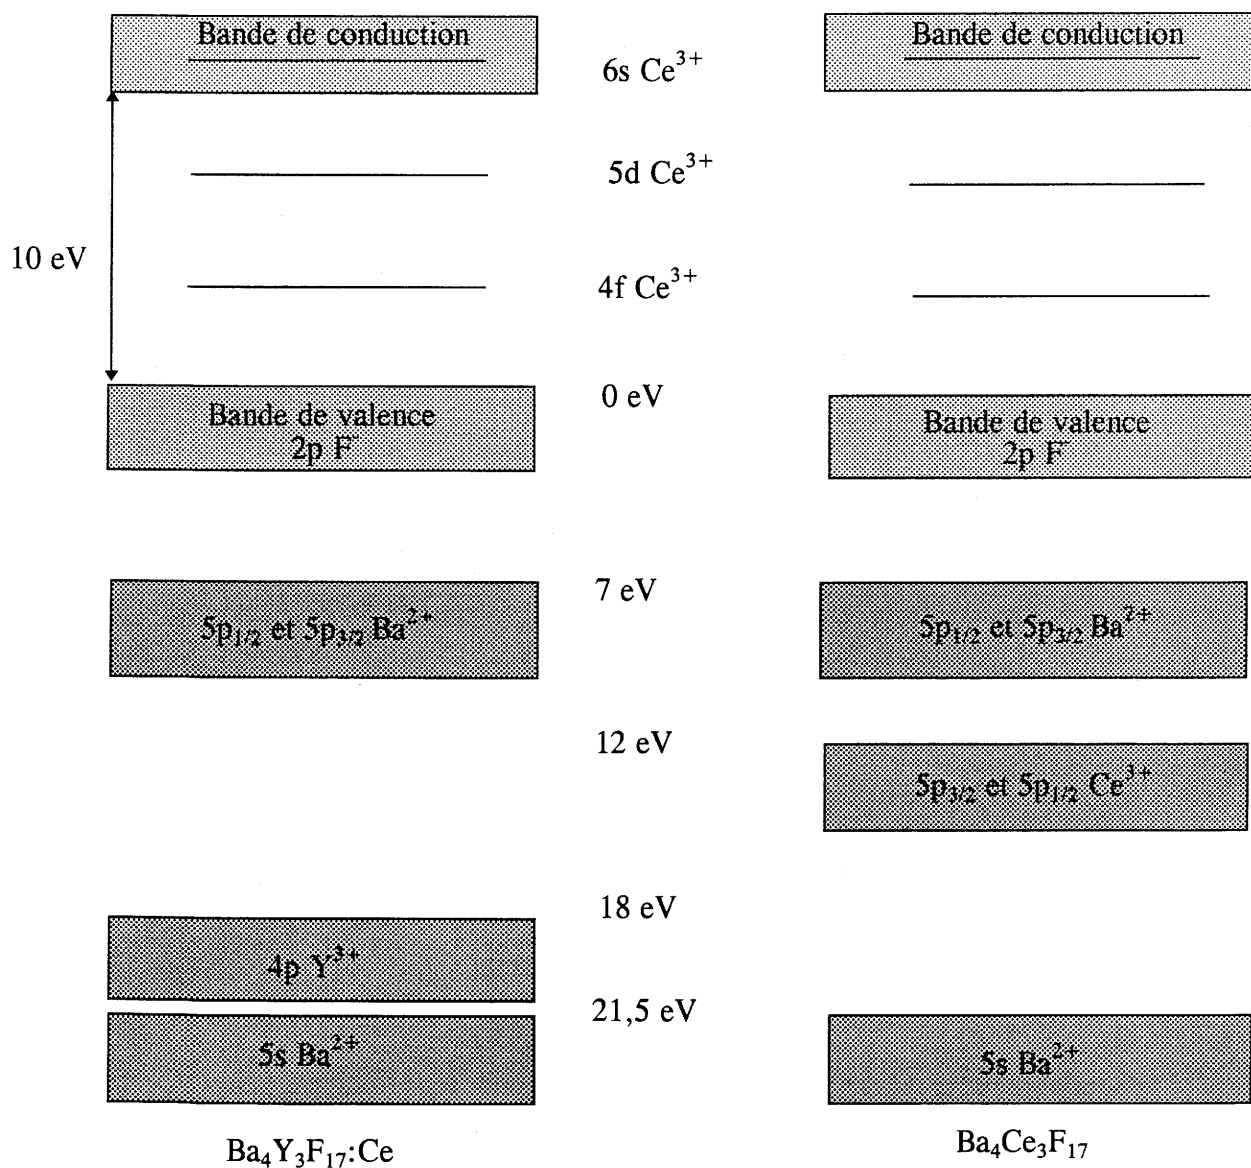 Bande de conduction
Bande de conduction
6s Ce³⁺
5d Ce³⁺
10 eV
4f Ce³⁺
0 eV
Bande de valence
2p F⁻
Bande de valence
2p F⁻
7 eV
5p₁/₂ et 5p₃/₂ Ba²⁺
5p₁/₂ et 5p₃/₂ Ba²⁺
12 eV
5p₃/₂ et 5p₁/₂ Ce³⁺
18 eV
4p Y³⁺
21,5 eV
5s Ba²⁺
5s Ba²⁺
Ba₄Y₃F₁₇:Ce
Ba₄Ce₃F₁₇